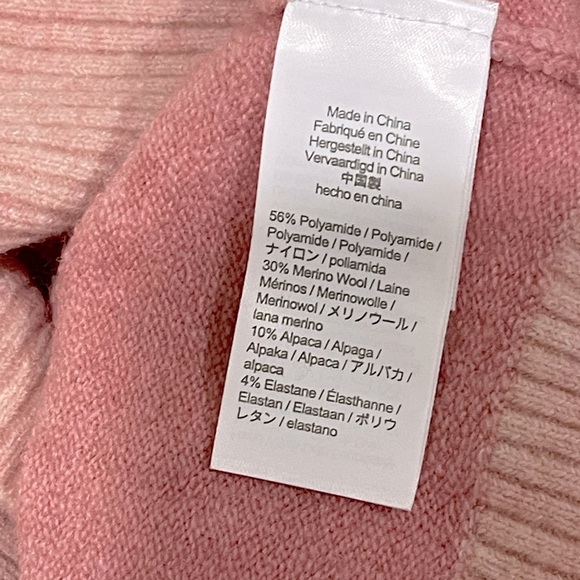 Made in China
Fabriqué en Chine
Hergestellt in China
Vervaardigd in China
中国製
hecho en china
56% Polyamide / Polyamide /
Polyamide / Polyamide /
ナイロン / poliamida
30% Merino Wool / Laine
Mérinos / Merinowolle /
Merinowol / メリノウール /
lana merino
10% Alpaca / Alpaga /
Alpaka / Alpaca / アルパカ /
alpaca
4% Elastane / Élasthanne /
Elastan / Elastaan / ポリウ
レタン / elastano